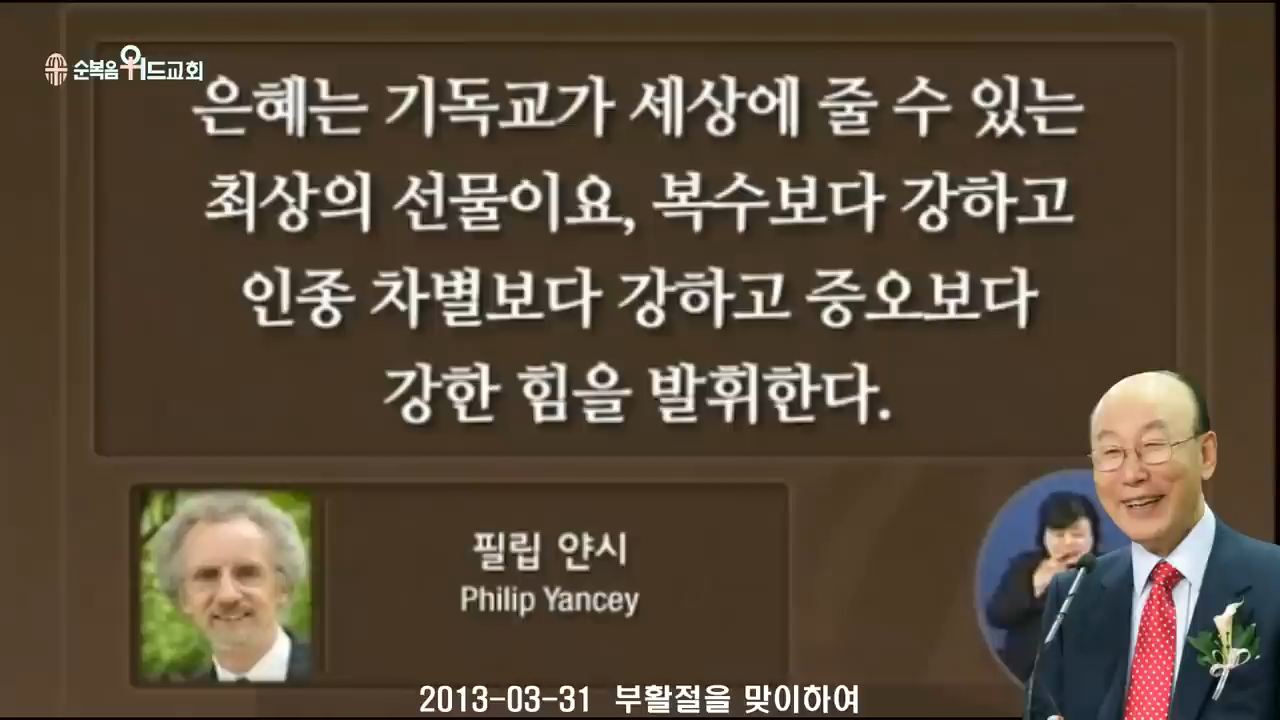 순복음워드교회
은혜는 기독교가 세상에 줄 수 있는
최상의 선물이요, 복수보다 강하고
인종 차별보다 강하고 증오보다
강한 힘을 발휘한다.
필립 얀시
Philip Yancey
2013-03-31 부활절을 맞이하여